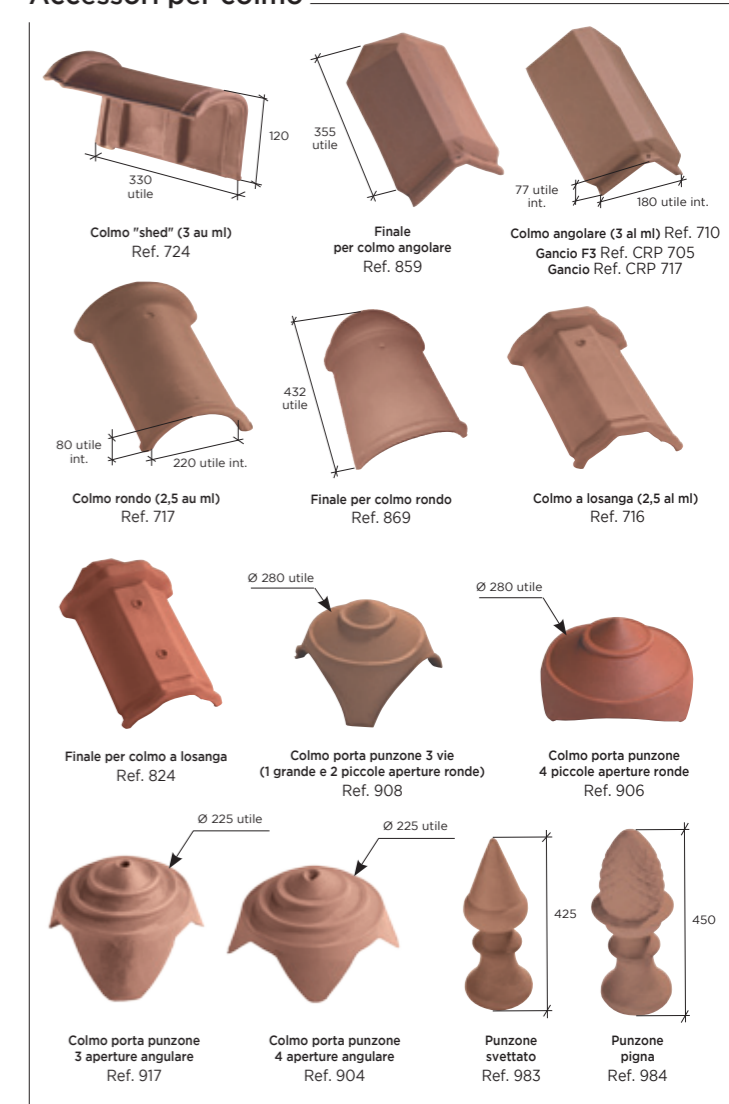 Accessori per colmo
120
330
utile
Colmo "shed" (3 au ml)
Ref. 724
355
utile
Finale
per colmo angolare
Ref. 859
77 utile
int.
180 utile int.
Colmo angolare (3 al ml) Ref. 710
Gancio F3 Ref. CRP 705
Gancio Ref. CRP 717
80 utile
int.
220 utile int.
Colmo rondo (2,5 au ml)
Ref. 717
432
utile
Finale per colmo rondo
Ref. 869
Colmo a losanga (2,5 al ml)
Ref. 716
Finale per colmo a losanga
Ref. 824
Ø 280 utile
Colmo porta punzone 3 vie
(1 grande e 2 piccole aperture ronde)
Ref. 908
Ø 280 utile
Colmo porta punzone
4 piccole aperture ronde
Ref. 906
Ø 225 utile
Colmo porta punzone
3 aperture angulare
Ref. 917
Ø 225 utile
Colmo porta punzone
4 aperture angulare
Ref. 904
425
Punzone
svettato
Ref. 983
450
Punzone
pigna
Ref. 984